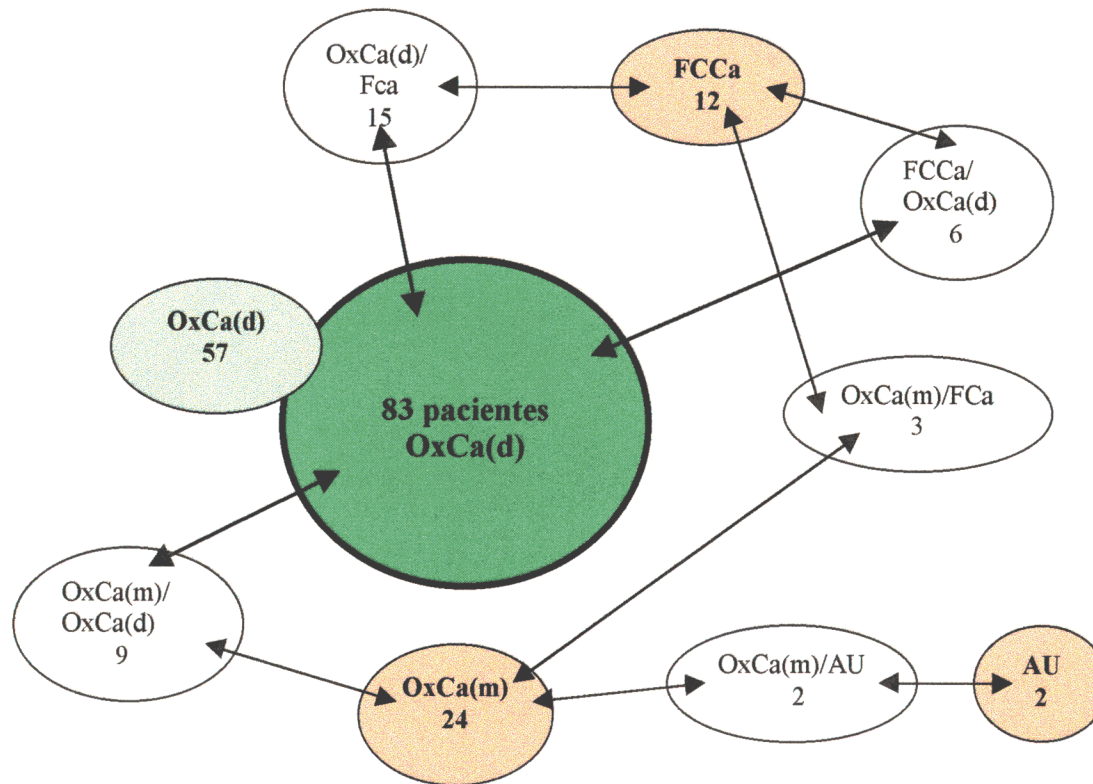 OxCa(d)/
Fca
15
FCCa
12
FCCa/
OxCa(d)
6
OxCa(d)
57
83 pacientes
OxCa(d)
OxCa(m)/FCa
3
OxCa(m)/
OxCa(d)
9
OxCa(m)
24
OxCa(m)/AU
2
AU
2